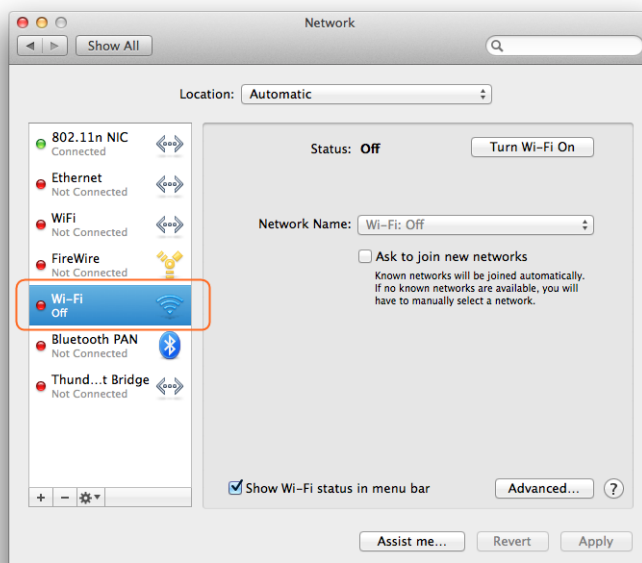 Network
Show All
Location: Automatic
802.11n NIC
Connected
Ethernet
Not Connected
WiFi
Not Connected
FireWire
Not Connected
Wi-Fi
Off
Bluetooth PAN
Not Connected
Thund...t Bridge
Not Connected
+ −
Status: Off Turn Wi-Fi On
Network Name: Wi-Fi: Off
Ask to join new networks
Known networks will be joined automatically.
If no known networks are available, you will
have to manually select a network.
Show Wi-Fi status in menu bar Advanced... ?
Assist me... Revert Apply